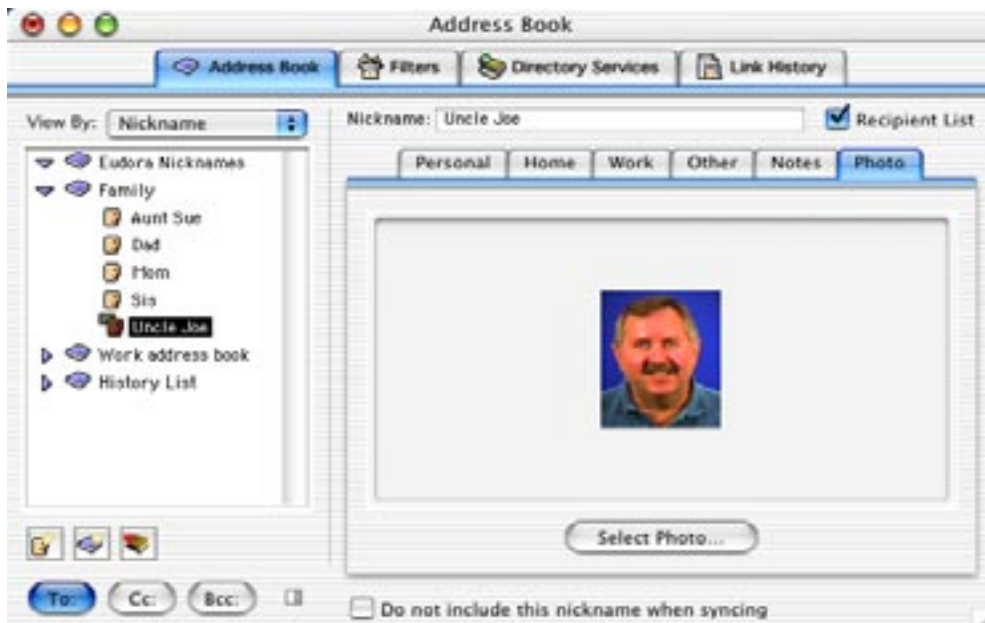 Address Book
Address Book Filters Directory Services Link History
View By: Nickname
Nickname: Uncle Joe
Recipient List
Personal Home Work Other Notes Photo
Eudora Nicknames
Family
Aunt Sue
Dad
Mom
Sis
Uncle Joe
Work address book
History List
Select Photo...
To: Cc: Bcc:
Do not include this nickname when syncing